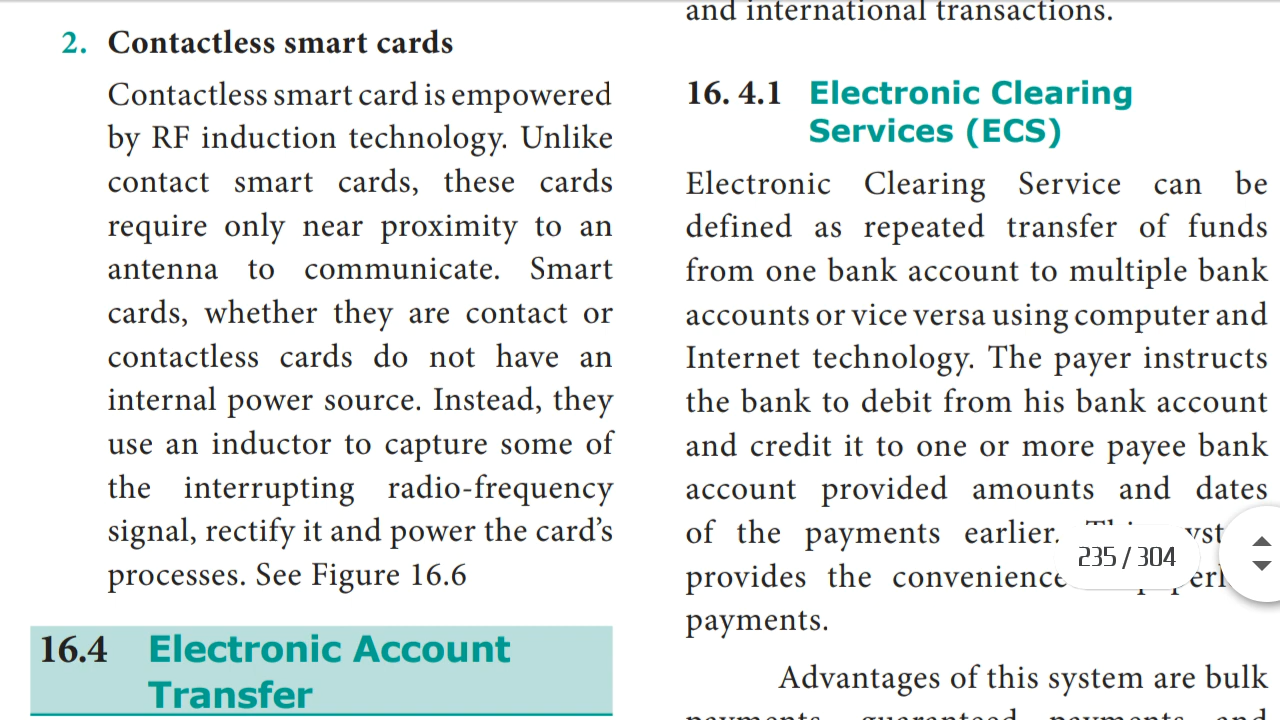 2. Contactless smart cards
Contactless smart card is empowered
by RF induction technology. Unlike
contact smart cards, these cards
require only near proximity to an
antenna to communicate. Smart
cards, whether they are contact or
contactless cards do not have an
internal power source. Instead, they
use an inductor to capture some of
the interrupting radio-frequency
signal, rectify it and power the card's
processes. See Figure 16.6
16.4 Electronic Account
Transfer
and international transactions.
16. 4.1 Electronic Clearing
Services (ECS)
Electronic Clearing Service can be
defined as repeated transfer of funds
from one bank account to multiple bank
accounts or vice versa using computer and
Internet technology. The payer instructs
the bank to debit from his bank account
and credit it to one or more payee bank
account provided amounts and dates
of the payments earlier.
provides the convenience
payments.
Advantages of this system are bulk
235 / 304